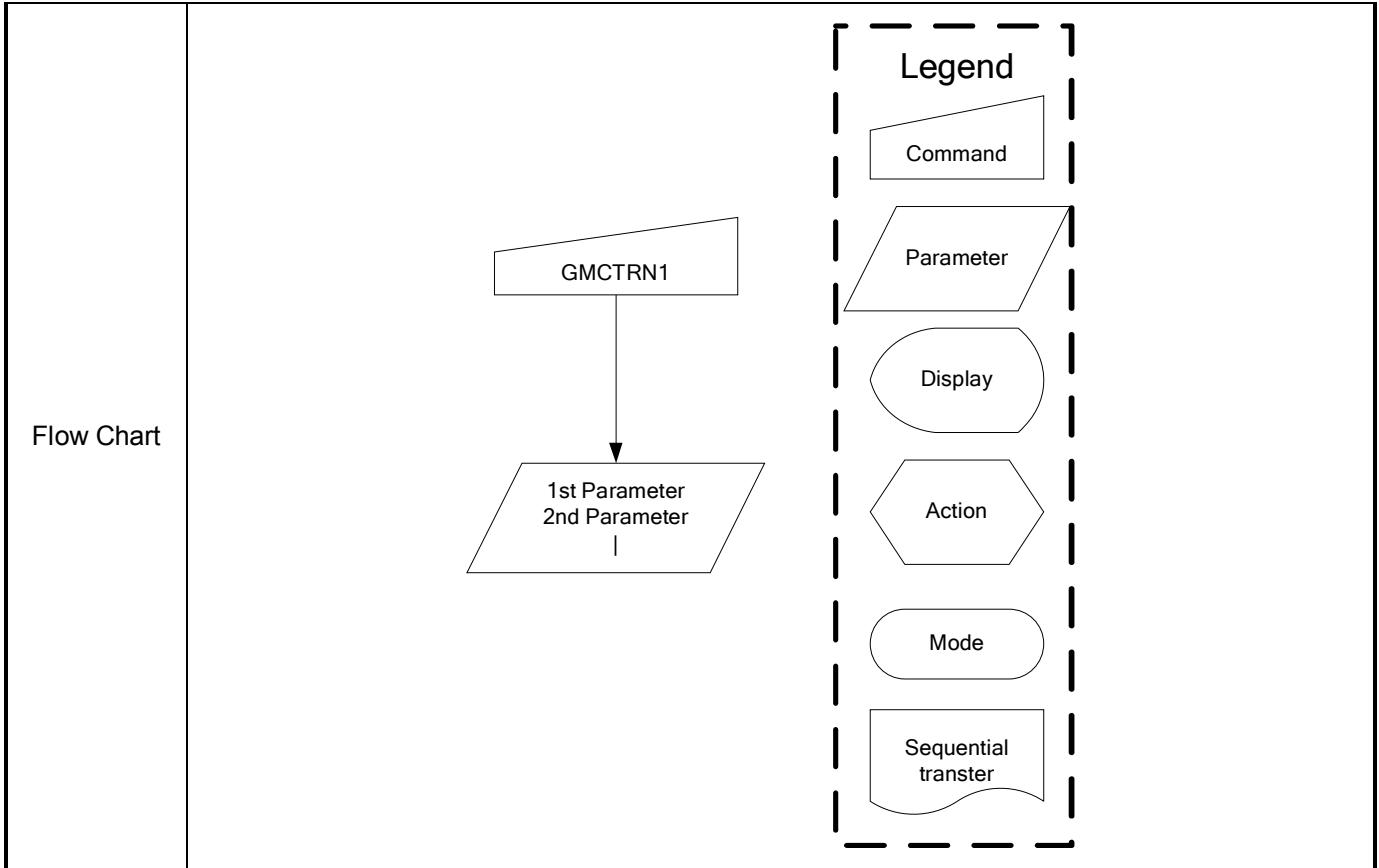 Flow Chart
GMCTRN1
1st Parameter
2nd Parameter
|
Legend
Command
Parameter
Display
Action
Mode
Sequential
transter